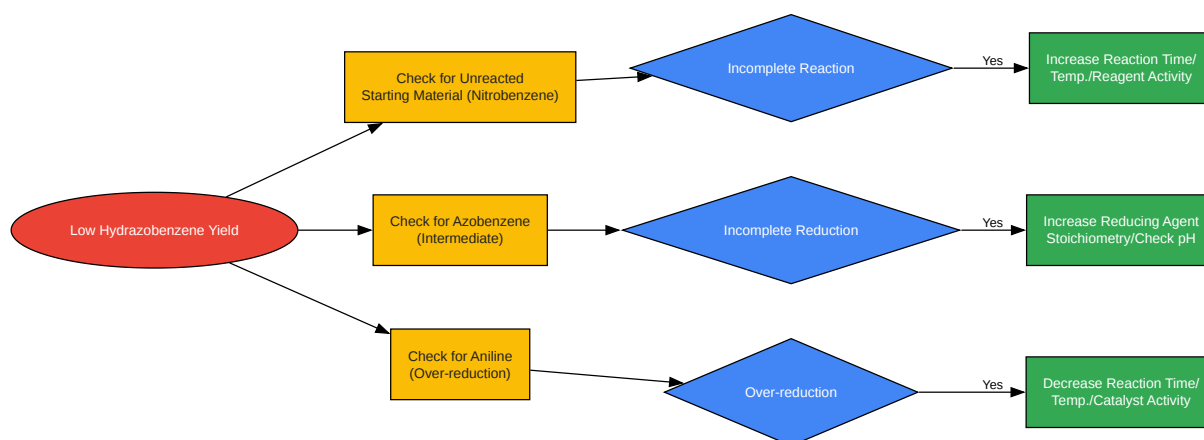 Low Hydrazobenzene Yield
Check for Unreacted
Starting Material (Nitrobenzene)
Incomplete Reaction
Yes
Increase Reaction Time/
Temp./Reagent Activity
Check for Azobenzene
(Intermediate)
Incomplete Reduction
Yes
Increase Reducing Agent
Stoichiometry/Check pH
Check for Aniline
(Over-reduction)
Over-reduction
Yes
Decrease Reaction Time/
Temp./Catalyst Activity